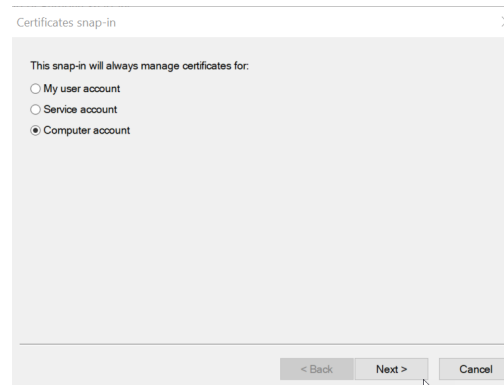 Certificates snap-in
This snap-in will always manage certificates for:
My user account
Service account
Computer account
< Back
Next >
Cancel